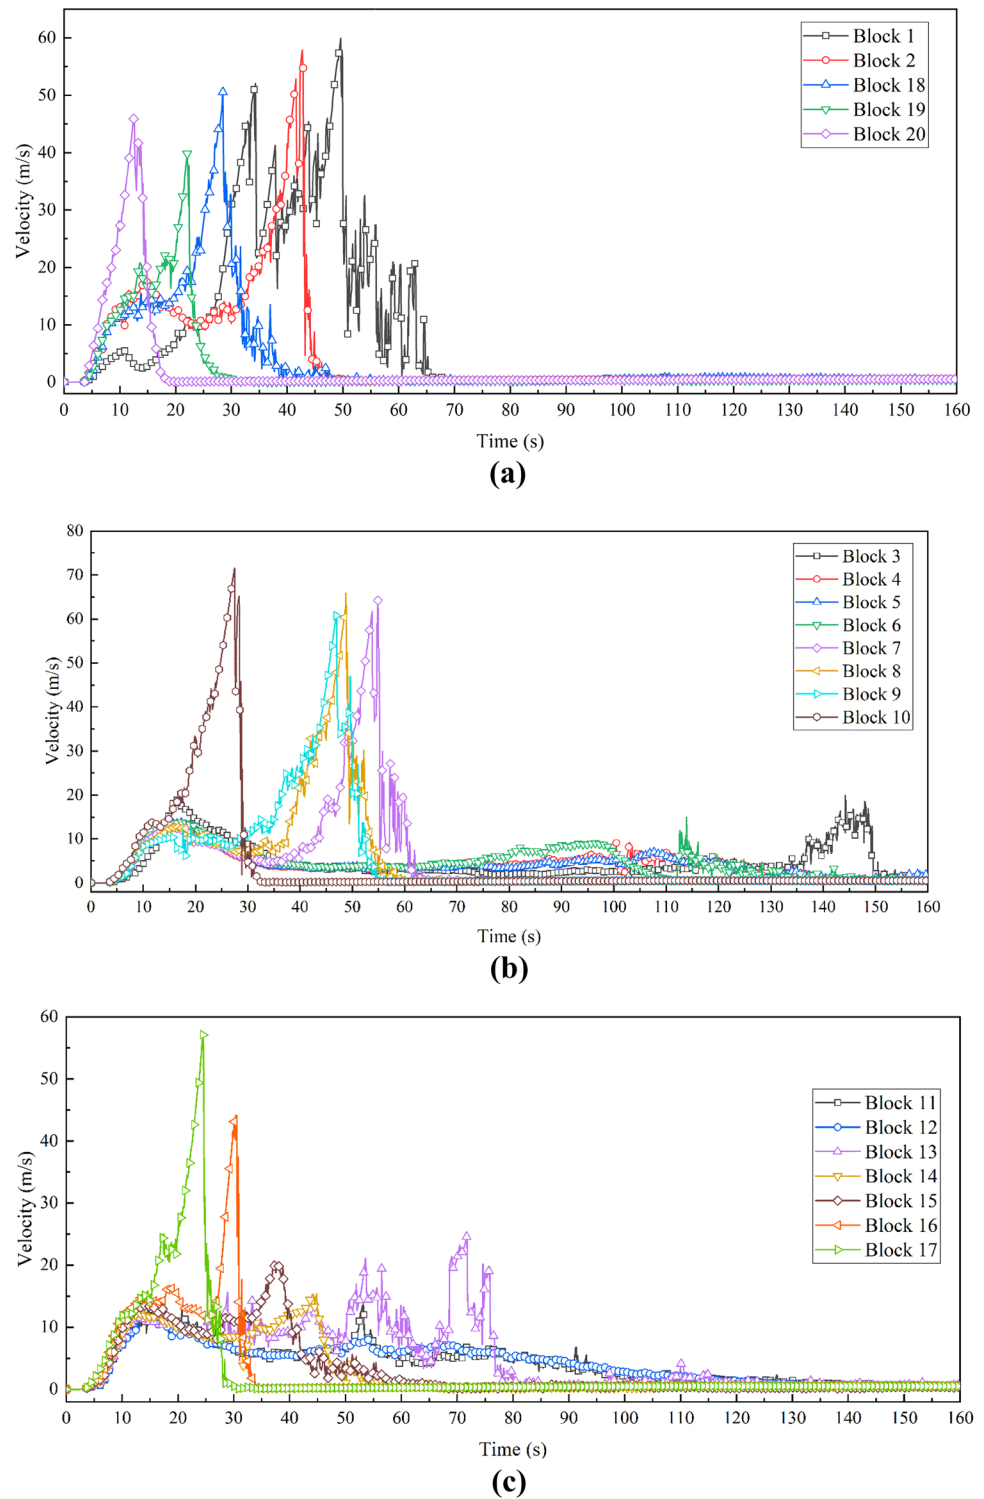 60
50
40
30
20
10
0
Velocity (m/s)
Block 1
Block 2
Block 18
Block 19
Block 20
0 10 20 30 40 50 60 70 80 90 100 110 120 130 140 150 160
Time (s)
(a)
80
70
60
50
40
30
20
10
0
Velocity (m/s)
Block 3
Block 4
Block 5
Block 6
Block 7
Block 8
Block 9
Block 10
0 10 20 30 40 50 60 70 80 90 100 110 120 130 140 150 160
Time (s)
(b)
60
50
40
30
20
10
0
Velocity (m/s)
Block 11
Block 12
Block 13
Block 14
Block 15
Block 16
Block 17
0 10 20 30 40 50 60 70 80 90 100 110 120 130 140 150 160
Time (s)
(c)